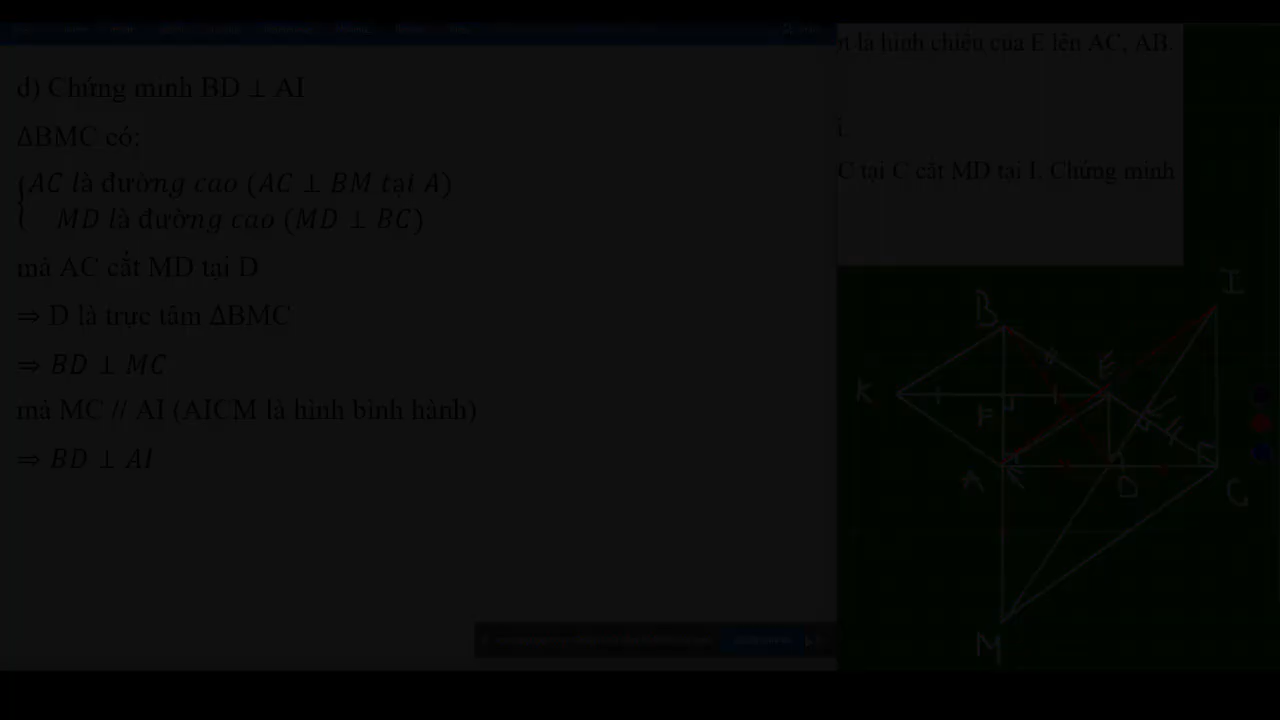 ột là hình chiếu của E lên AC, AB.
C tại C cắt MD tại I. Chứng minh
d) Chứng minh BD ⊥ AI
ΔBMC có:
{AC là đường cao (AC ⊥ BM tại A)
MD là đường cao (MD ⊥ BC)
mà AC cắt MD tại D
⇒ D là trực tâm ΔBMC
⇒ BD ⊥ MC
mà MC // AI (AICM là hình bình hành)
⇒ BD ⊥ AI
I
B
E
K
F
A
D
C
M